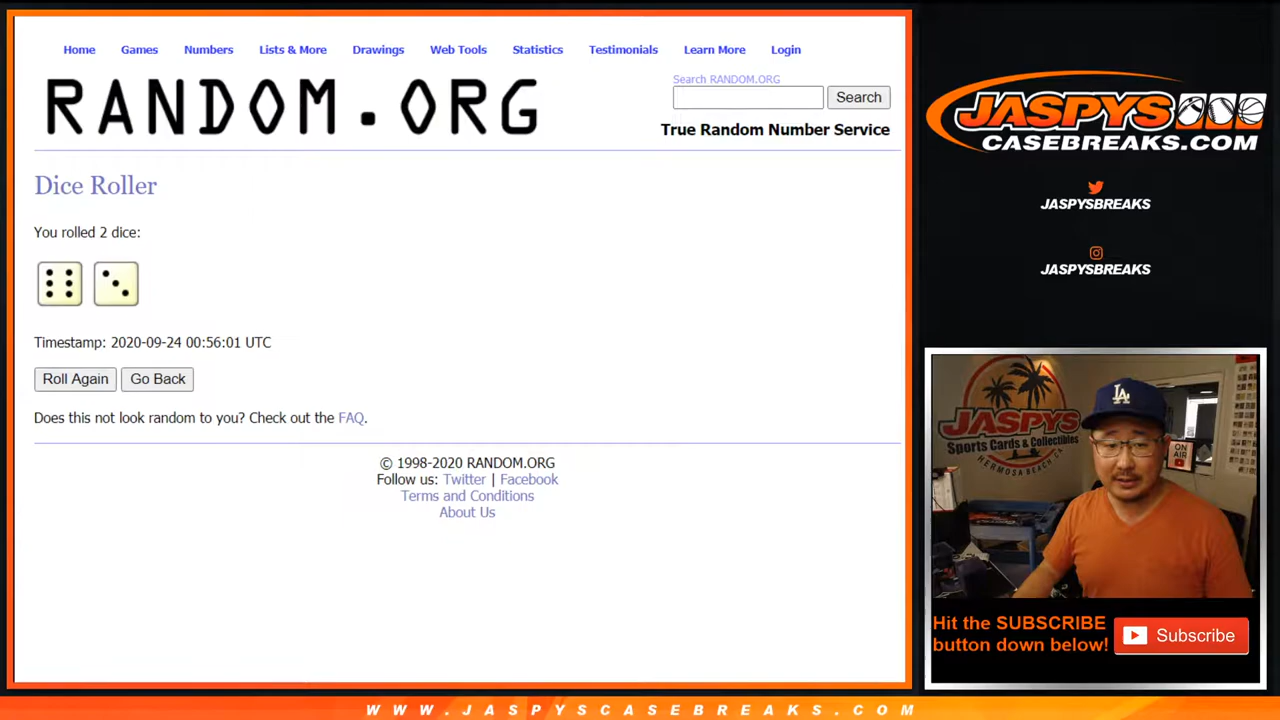 Home Games Numbers Lists & More Drawings Web Tools Statistics Testimonials Learn More Login
RANDOM.ORG
Search RANDOM.ORG
Search
True Random Number Service
Dice Roller
You rolled 2 dice:
Timestamp: 2020-09-24 00:56:01 UTC
Roll Again Go Back
Does this not look random to you? Check out the FAQ.
© 1998-2020 RANDOM.ORG
Follow us: Twitter | Facebook
Terms and Conditions
About Us
JASPYS
CASEBREAKS.COM
JASPYSBREAKS
JASPYSBREAKS
JASPYS
Sports Cards & Collectibles
HERMOSA BEACH CA
LA
ON
AIR
Hit the SUBSCRIBE
button down below!
Subscribe
WWW.JASPYSCASEBREAKS.COM